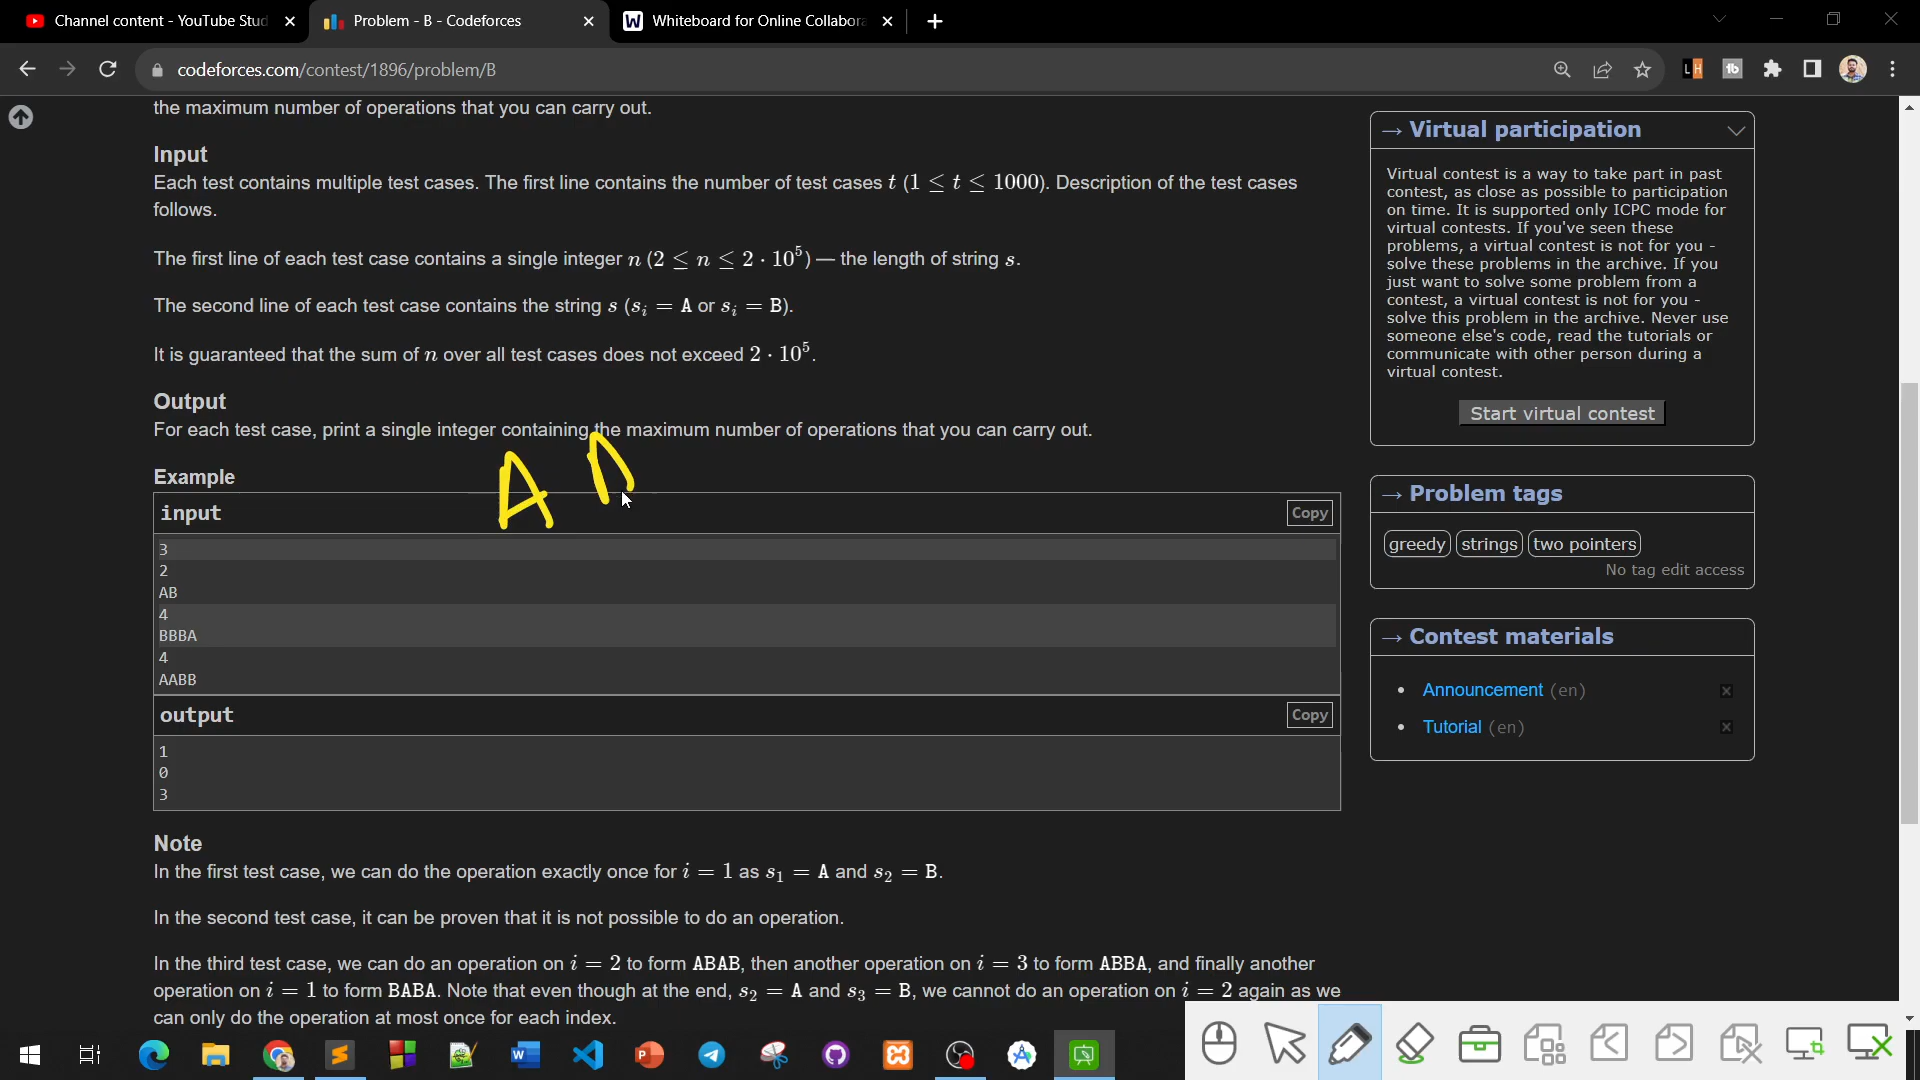 Channel content - YouTube Stud
Problem - B - Codeforces
Whiteboard for Online Collabora
codeforces.com/contest/1896/problem/B
the maximum number of operations that you can carry out.
Input
Each test contains multiple test cases. The first line contains the number of test cases t (1 ≤ t ≤ 1000). Description of the test cases
follows.
The first line of each test case contains a single integer n (2 ≤ n ≤ 2 · 10⁵) — the length of string s.
The second line of each test case contains the string s (sᵢ = A or sᵢ = B).
It is guaranteed that the sum of n over all test cases does not exceed 2 · 10⁵.
Output
For each test case, print a single integer containing the maximum number of operations that you can carry out.
A
Example
input
Copy
3
2
AB
4
BBBA
4
AABB
output
Copy
1
0
3
Note
In the first test case, we can do the operation exactly once for i = 1 as s₁ = A and s₂ = B.
In the second test case, it can be proven that it is not possible to do an operation.
In the third test case, we can do an operation on i = 2 to form ABAB, then another operation on i = 3 to form ABBA, and finally another
operation on i = 1 to form BABA. Note that even though at the end, s₂ = A and s₃ = B, we cannot do an operation on i = 2 again as we
can only do the operation at most once for each index.
→ Virtual participation
Virtual contest is a way to take part in past
contest, as close as possible to participation
on time. It is supported only ICPC mode for
virtual contests. If you've seen these
problems, a virtual contest is not for you -
solve these problems in the archive. If you
just want to solve some problem from a
contest, a virtual contest is not for you -
solve this problem in the archive. Never use
someone else's code, read the tutorials or
communicate with other person during a
virtual contest.
Start virtual contest
→ Problem tags
greedy strings two pointers
No tag edit access
→ Contest materials
Announcement (en)
Tutorial (en)